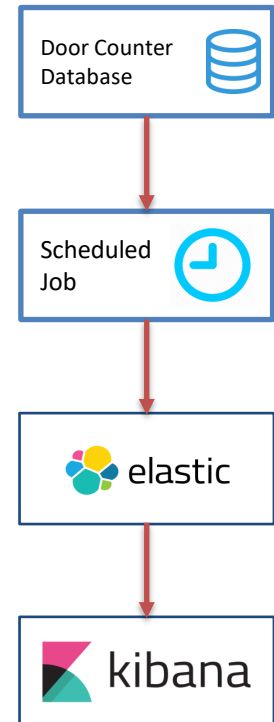 Door Counter
Database
Scheduled
Job
elastic
kibana